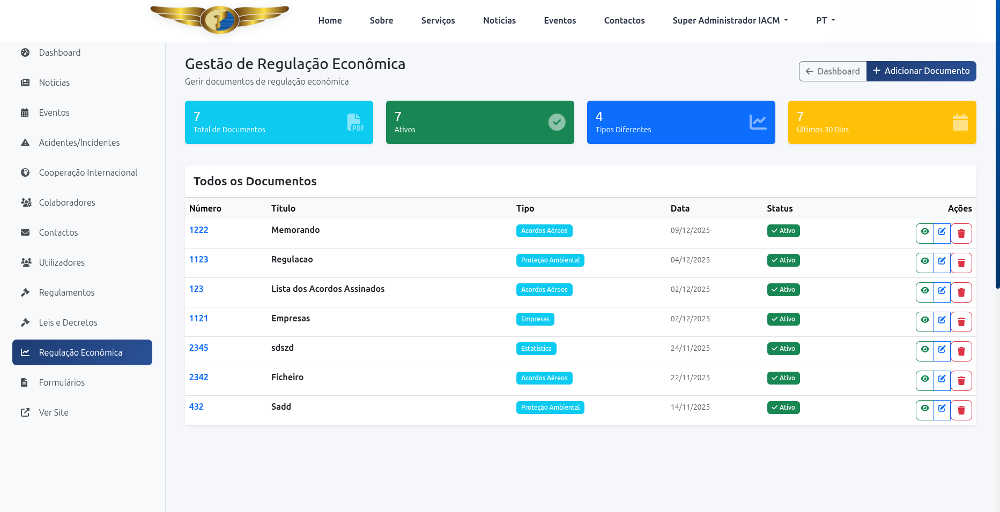 Home Sobre Serviços Notícias Eventos Contactos Super Administrador IACM PT
Dashboard
Notícias
Eventos
Acidentes/Incidentes
Cooperação Internacional
Colaboradores
Contactos
Utilizadores
Regulamentos
Leis e Decretos
Regulação Econômica
Formulários
Ver Site
Gestão de Regulação Econômica
Gerir documentos de regulação econômica
Dashboard Adicionar Documento
7
Total de Documentos
PDF
7
Ativos
4
Tipos Diferentes
7
Últimos 30 Dias
Todos os Documentos
Número Título Tipo Data Status Ações
1222 Memorando Acordos Aéreos 09/12/2025 Ativo
1123 Regulacao Proteção Ambiental 04/12/2025 Ativo
123 Lista dos Acordos Assinados Acordos Aéreos 02/12/2025 Ativo
1121 Empresas Empresas 02/12/2025 Ativo
2345 sdszd Estatística 24/11/2025 Ativo
2342 Ficheiro Acordos Aéreos 22/11/2025 Ativo
432 Sadd Proteção Ambiental 14/11/2025 Ativo